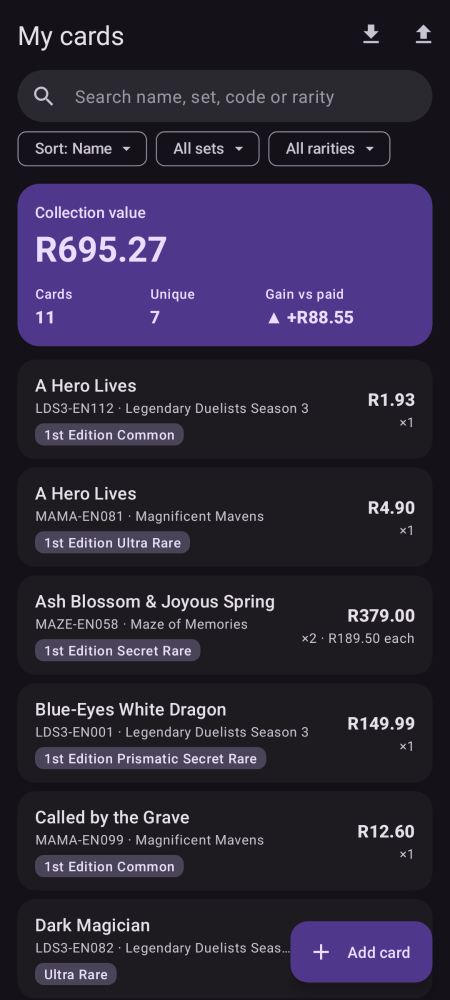 My cards
Search name, set, code or rarity
Sort: Name
All sets
All rarities
Collection value
R695.27
Cards
Unique
Gain vs paid
11
7
▲ +R88.55
A Hero Lives
LDS3-EN112 · Legendary Duelists Season 3
1st Edition Common
R1.93
×1
A Hero Lives
MAMA-EN081 · Magnificent Mavens
1st Edition Ultra Rare
R4.90
×1
Ash Blossom & Joyous Spring
MAZE-EN058 · Maze of Memories
1st Edition Secret Rare
R379.00
×2 · R189.50 each
Blue-Eyes White Dragon
LDS3-EN001 · Legendary Duelists Season 3
1st Edition Prismatic Secret Rare
R149.99
×1
Called by the Grave
MAMA-EN099 · Magnificent Mavens
1st Edition Common
R12.60
×1
Dark Magician
LDS3-EN082 · Legendary Duelists Seas...
Ultra Rare
Add card